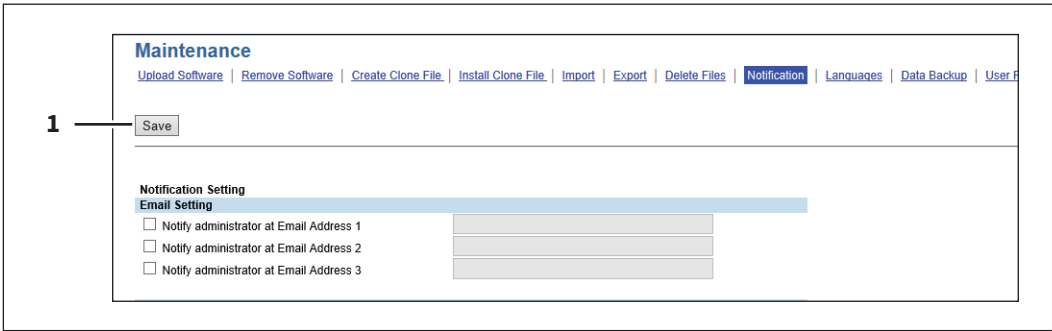 Maintenance
Upload Software | Remove Software | Create Clone File | Install Clone File | Import | Export | Delete Files | Notification | Languages | Data Backup | User
1
Save
Notification Setting
Email Setting
Notify administrator at Email Address 1
Notify administrator at Email Address 2
Notify administrator at Email Address 3